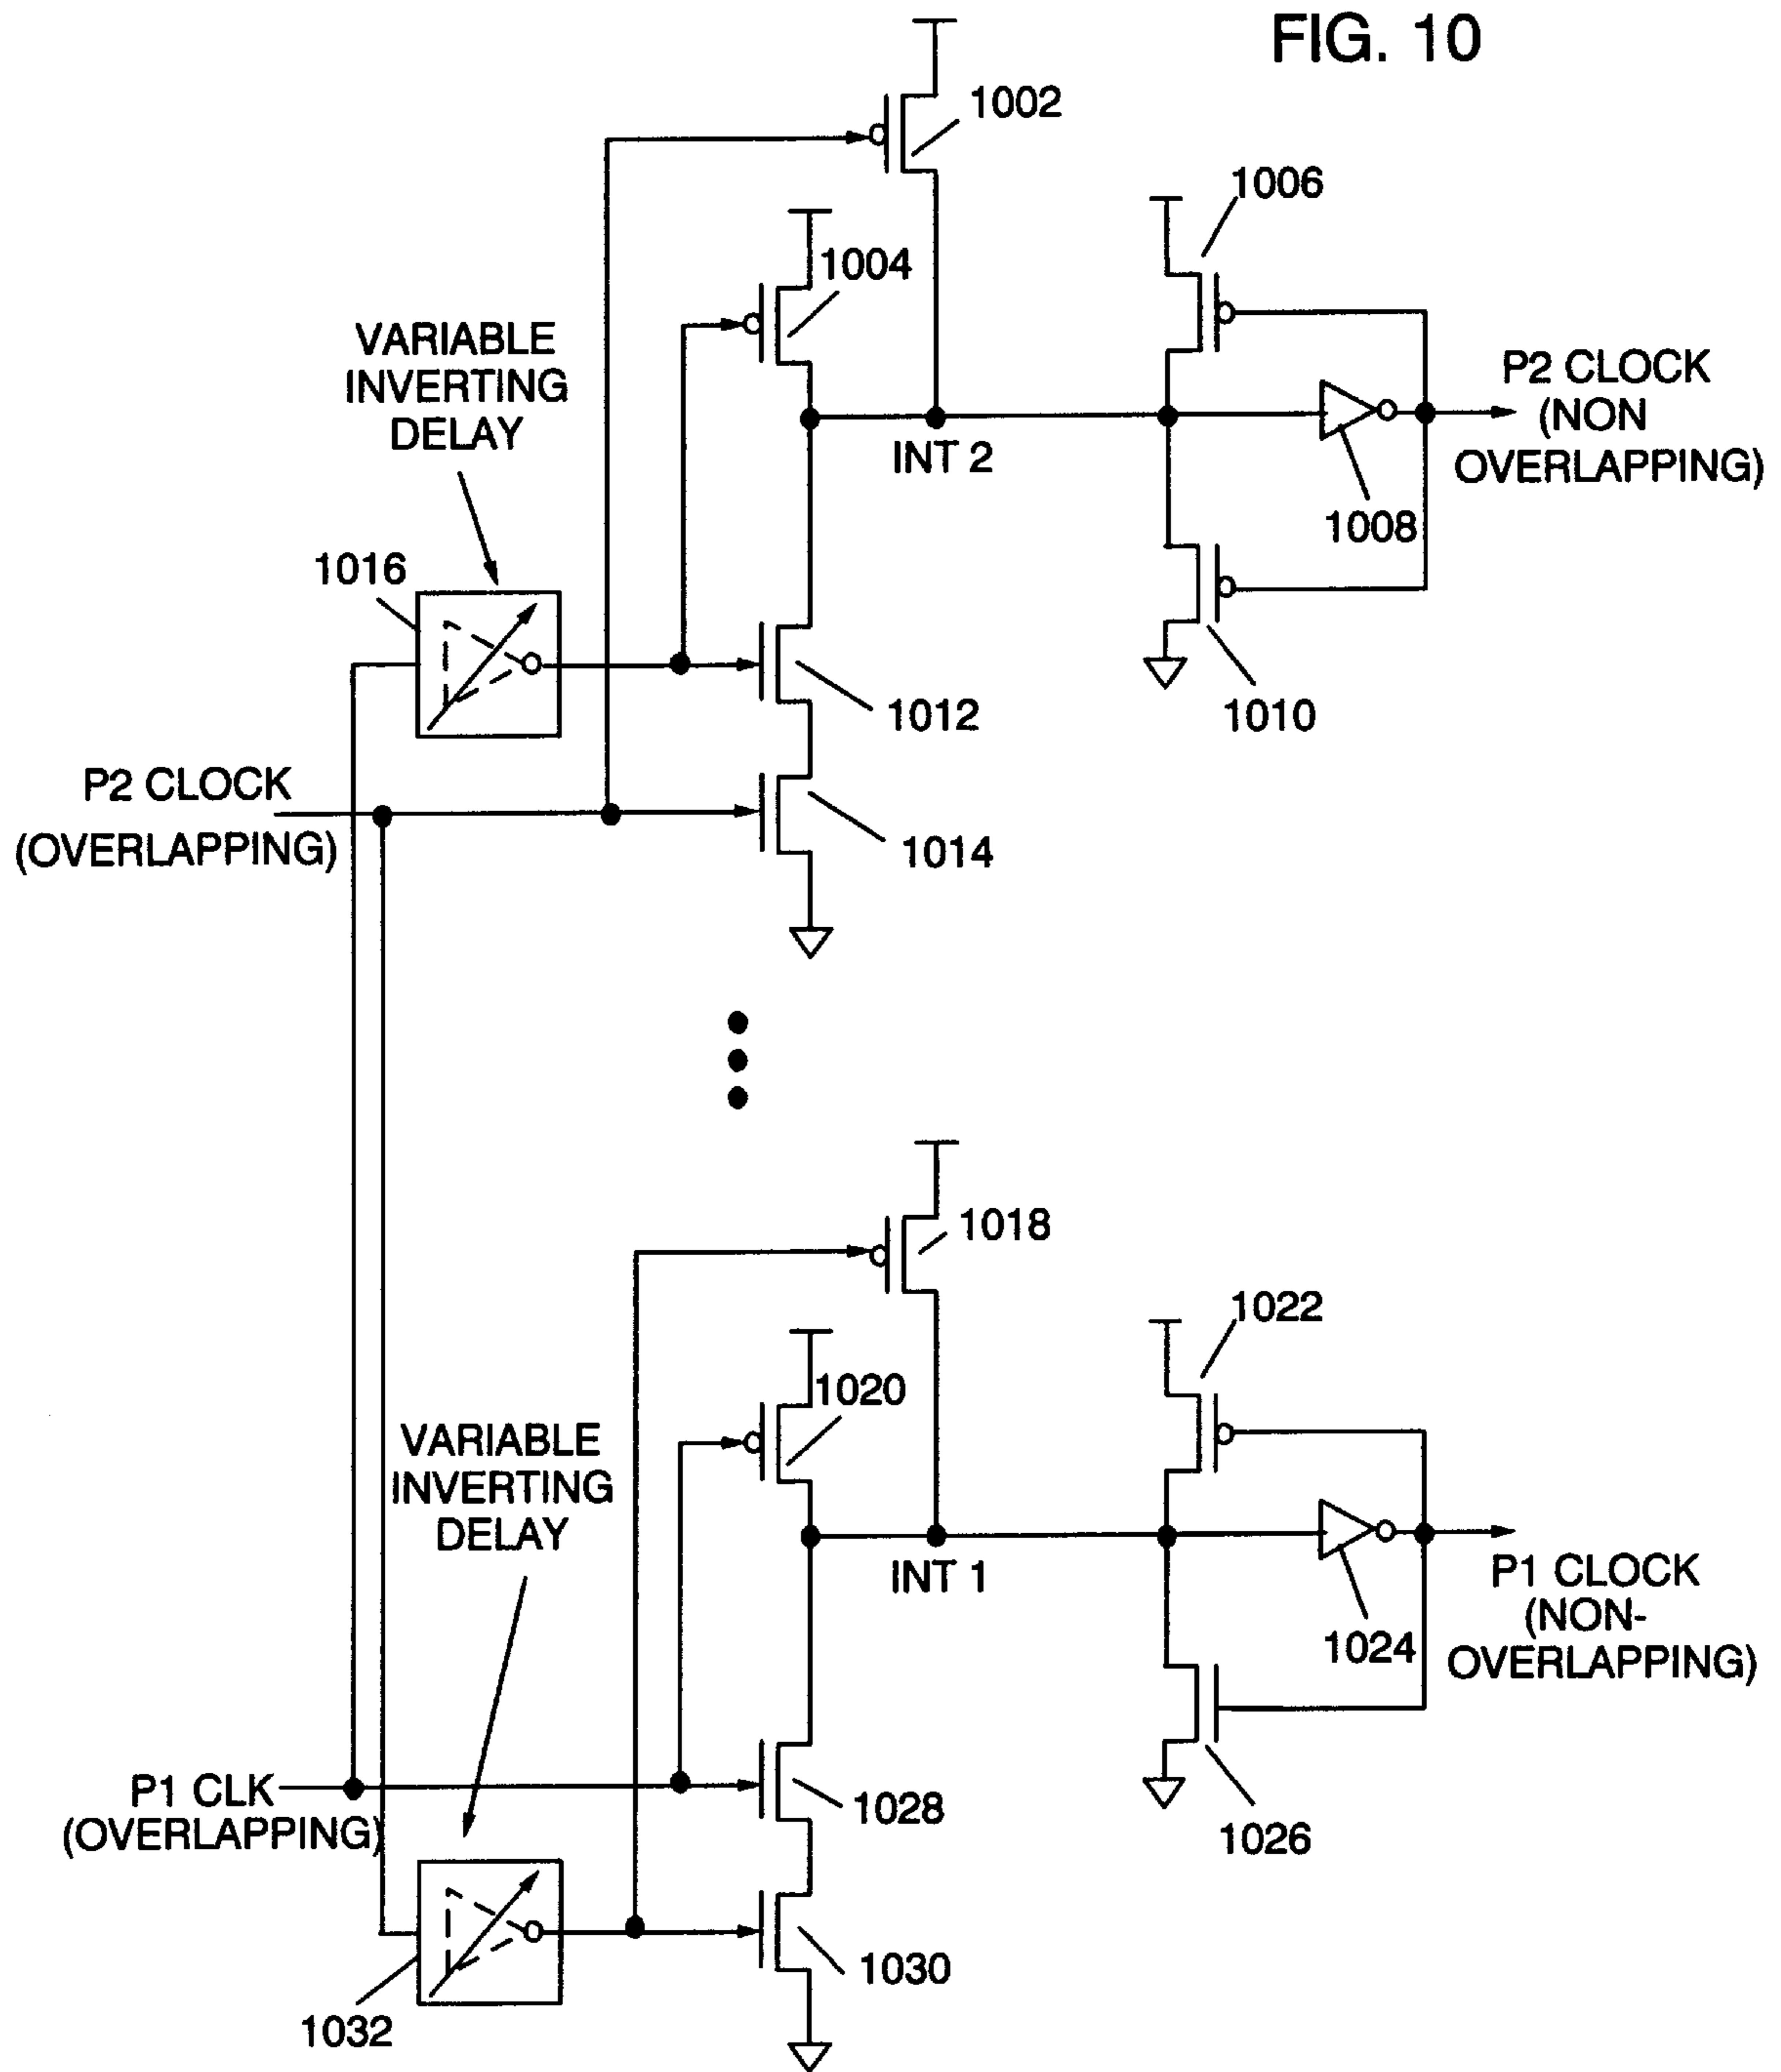 FIG. 10
1002
1006
1004
VARIABLE
INVERTING
DELAY
P2 CLOCK
(NON
OVERLAPPING)
INT 2
1008
1016
1012
1010
P2 CLOCK
(OVERLAPPING)
1014
1018
1022
1020
VARIABLE
INVERTING
DELAY
INT 1
P1 CLOCK
(NON-
OVERLAPPING)
1024
P1 CLK
(OVERLAPPING)
1028
1026
1030
1032